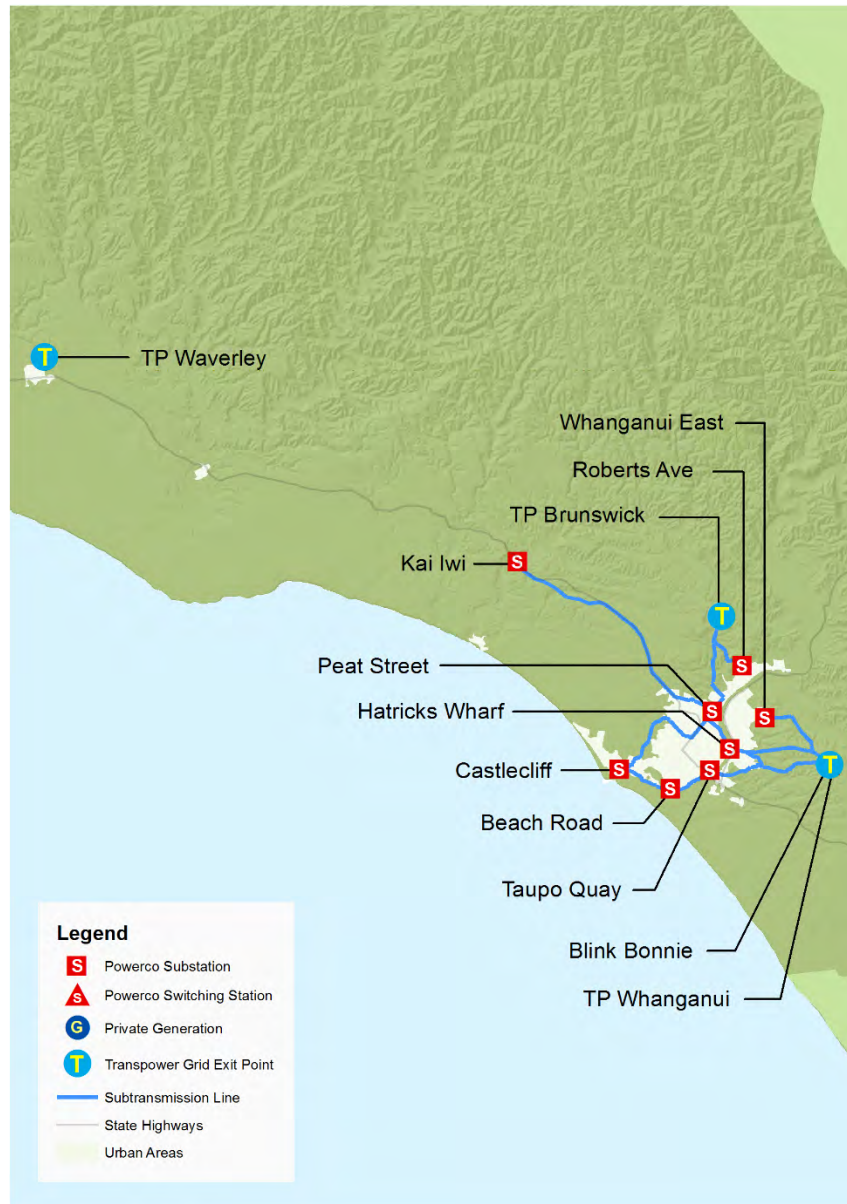 T
TP Waverley
Whanganui East
Roberts Ave
TP Brunswick
S
Kai Iwi
T
Peat Street
S
S
S
Hatricks Wharf
S
T
Castlecliff
S
S
S
Beach Road
Taupo Quay
Blink Bonnie
TP Whanganui
Legend
S Powerco Substation
S Powerco Switching Station
G Private Generation
T Transpower Grid Exit Point
Subtransmission Line
State Highways
Urban Areas